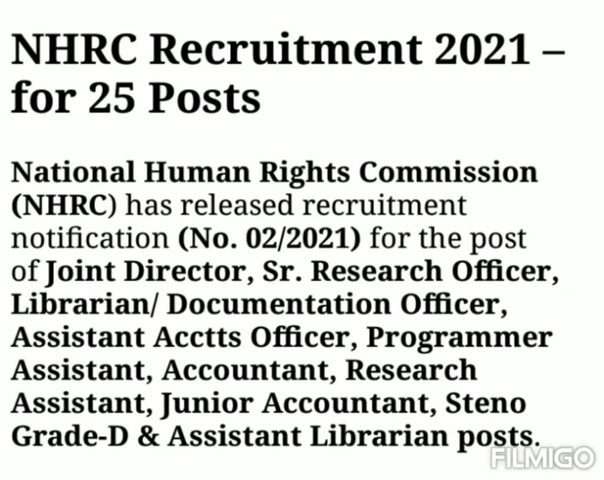 NHRC Recruitment 2021 –
for 25 Posts
National Human Rights Commission
(NHRC) has released recruitment
notification (No. 02/2021) for the post
of Joint Director, Sr. Research Officer,
Librarian/ Documentation Officer,
Assistant Acctts Officer, Programmer
Assistant, Accountant, Research
Assistant, Junior Accountant, Steno
Grade-D & Assistant Librarian posts.
FILMIGO